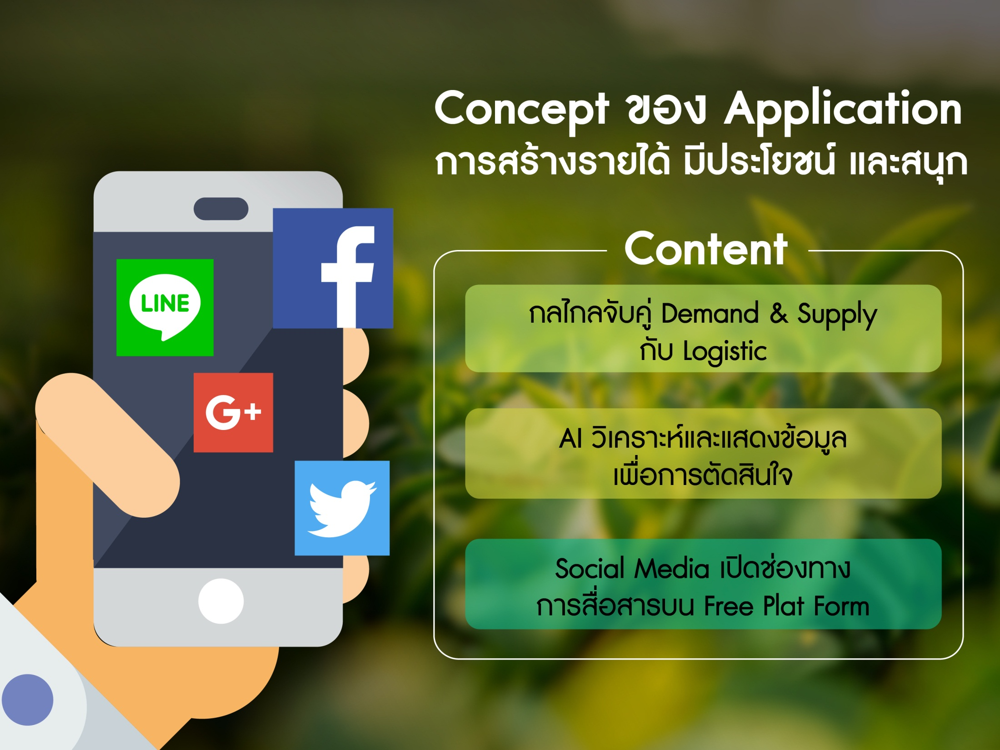 Concept ของ Application
การสร้างรายได้ มีประโยชน์ และสนุก
Content
กลไกลจับคู่ Demand & Supply
กับ Logistic
AI วิเคราะห์และแสดงข้อมูล
เพื่อการตัดสินใจ
Social Media เปิดช่องทาง
การสื่อสารบน Free Plat Form
LINE
f
G+